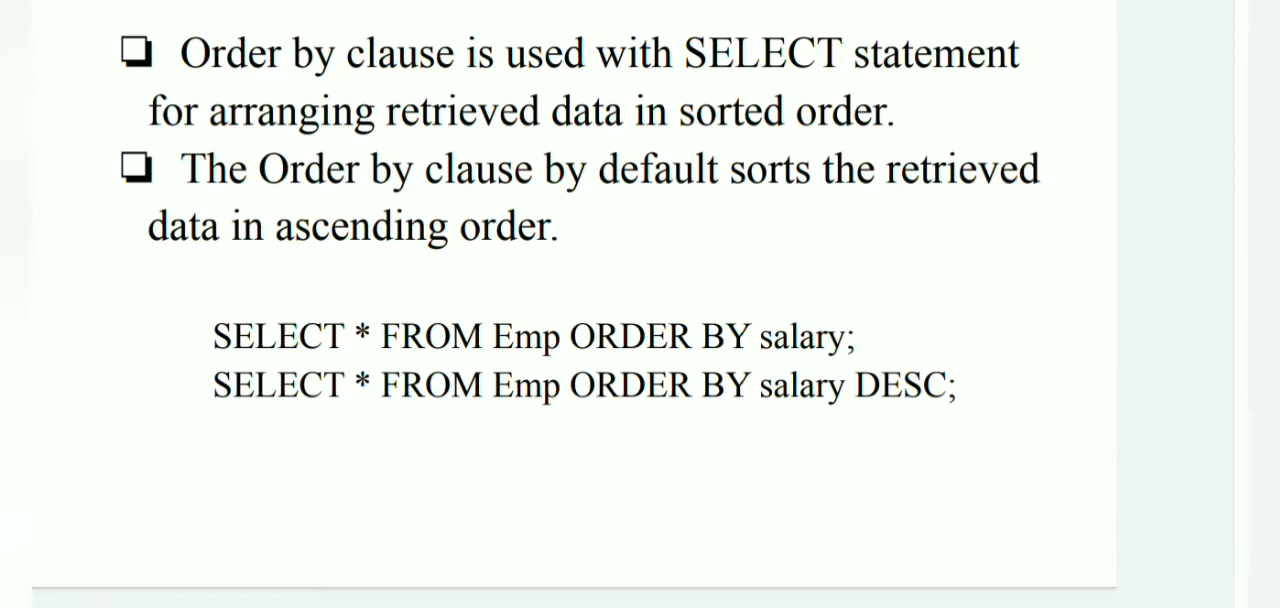 ❑ Order by clause is used with SELECT statement
for arranging retrieved data in sorted order.
❑ The Order by clause by default sorts the retrieved
data in ascending order.
SELECT * FROM Emp ORDER BY salary;
SELECT * FROM Emp ORDER BY salary DESC;